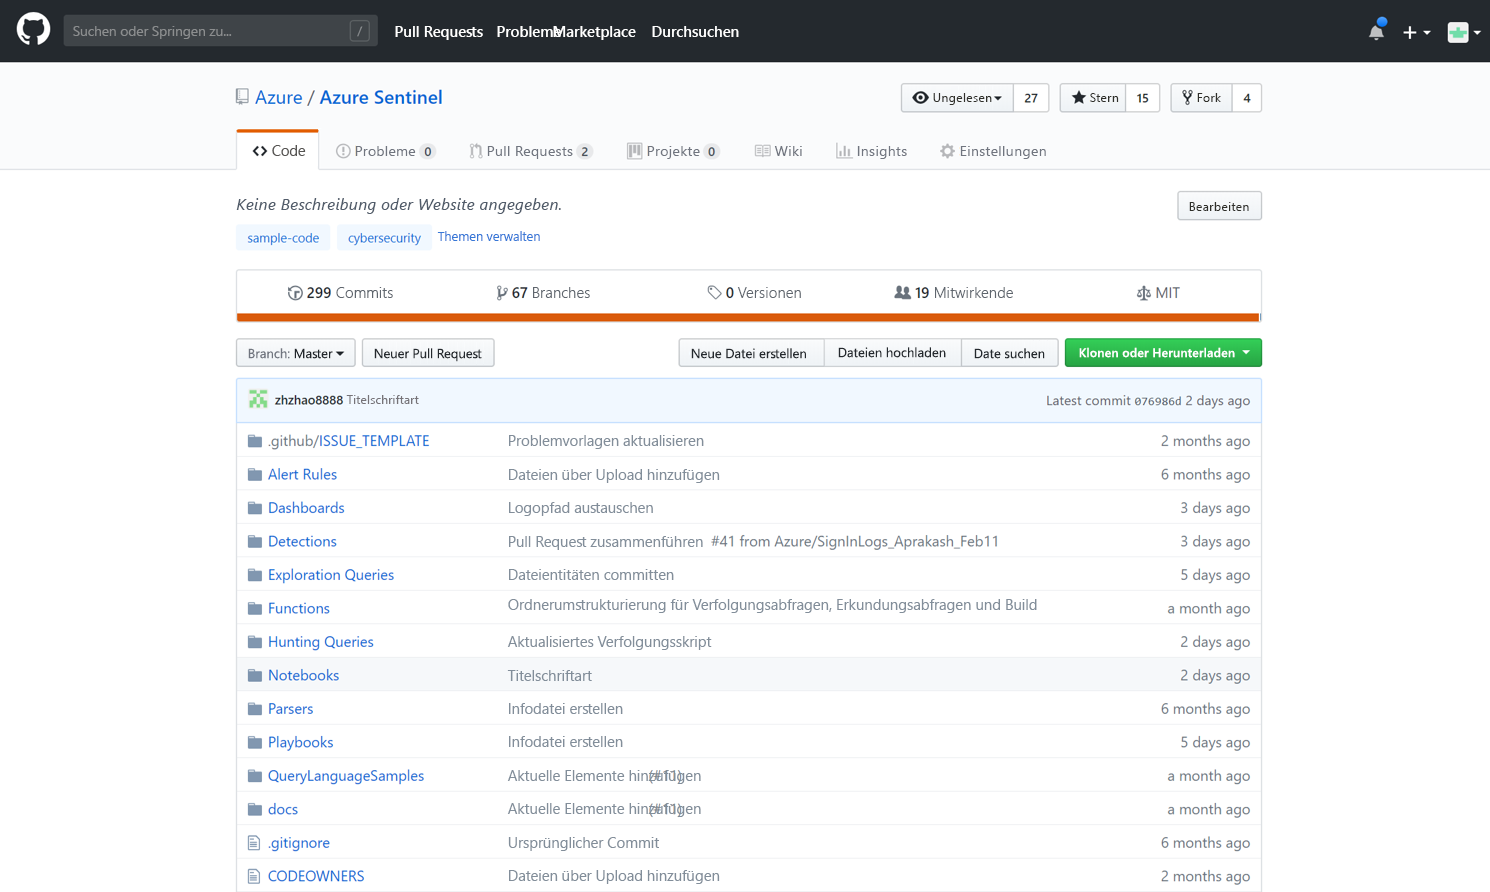 Suchen oder Springen zu... / Pull Requests Probleme Marketplace Durchsuchen
Azure / Azure Sentinel Ungelesen 27 Stern 15 Fork 4
Code Probleme 0 Pull Requests 2 Projekte 0 Wiki Insights Einstellungen
Keine Beschreibung oder Website angegeben. Bearbeiten
sample-code cybersecurity Themen verwalten
299 Commits 67 Branches 0 Versionen 19 Mitwirkende MIT
Branch: Master Neuer Pull Request Neue Datei erstellen Dateien hochladen Date suchen Klonen oder Herunterladen
zhzhao8888 Titelschriftart Latest commit 076986d 2 days ago
.github/ISSUE_TEMPLATE Problemvorlagen aktualisieren 2 months ago
Alert Rules Dateien über Upload hinzufügen 6 months ago
Dashboards Logopfad austauschen 3 days ago
Detections Pull Request zusammenführen #41 from Azure/SignInLogs_Aprakash_Feb11 3 days ago
Exploration Queries Dateientitäten committen 5 days ago
Functions Ordnerumstrukturierung für Verfolgungsabfragen, Erkundungsabfragen und Build a month ago
Hunting Queries Aktualisiertes Verfolgungsskript 2 days ago
Notebooks Titelschriftart 2 days ago
Parsers Infodatei erstellen 6 months ago
Playbooks Infodatei erstellen 5 days ago
QueryLanguageSamples Aktuelle Elemente hinzufügen a month ago
docs Aktuelle Elemente hinzufügen a month ago
.gitignore Ursprünglicher Commit 6 months ago
CODEOWNERS Dateien über Upload hinzufügen 2 months ago